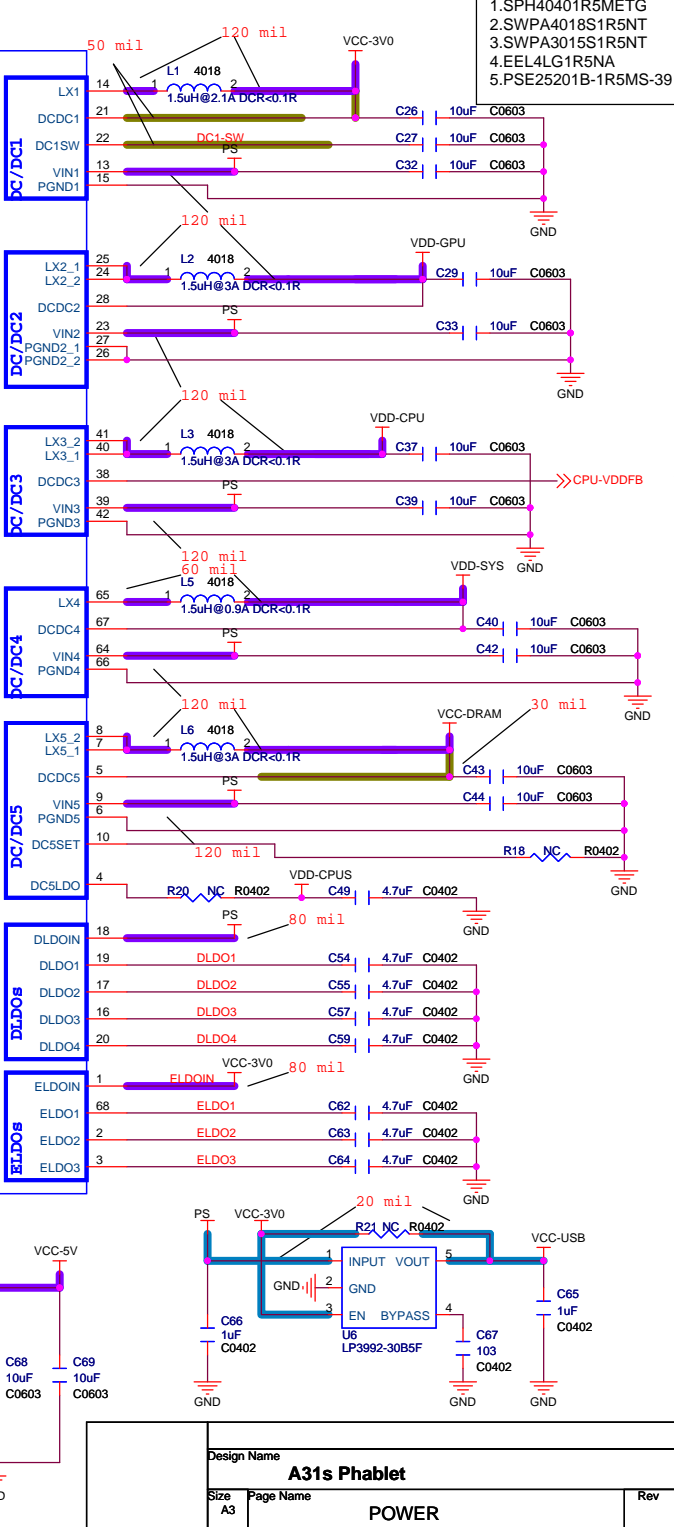 1.SPH40401R5METG
2.SWPA4018S1R5NT
3.SWPA3015S1R5NT
4.EEL4LG1R5NA
5.PSE25201B-1R5MS-39
50 mil
120 mil
VCC-3V0
DC/DC1
LX1 14 1 L1 4018 2
1.5uH@2.1A DCR<0.1R
DCDC1 21 C26 10uF C0603
DC1SW 22 DC1-SW C27 10uF C0603
PS
VIN1 13 C32 10uF C0603
PGND1 15
GND
120 mil
VDD-GPU
DC/DC2
LX2_1 25
LX2_2 24 1 L2 4018 2 C29 10uF C0603
1.5uH@3A DCR<0.1R
DCDC2 28
PS
VIN2 23 C33 10uF C0603
PGND2_1 27
PGND2_2 26
GND
120 mil
VDD-CPU
DC/DC3
LX3_2 41
LX3_1 40 1 L3 4018 2 C37 10uF C0603
1.5uH@3A DCR<0.1R
DCDC3 38 CPU-VDDFB
PS
VIN3 39 C39 10uF C0603
PGND3 42
GND
120 mil
60 mil
VDD-SYS
DC/DC4
LX4 65 1 L5 4018 2
1.5uH@0.9A DCR<0.1R
DCDC4 67 C40 10uF C0603
PS
VIN4 64 C42 10uF C0603
PGND4 66
GND
120 mil
VCC-DRAM
30 mil
DC/DC5
LX5_2 8
LX5_1 7 1 L6 4018 2
1.5uH@3A DCR<0.1R
DCDC5 5 C43 10uF C0603
PS
VIN5 9 C44 10uF C0603
PGND5 6
DC5SET 10 R18 NC R0402
120 mil
GND
VDD-CPUS
DC5LDO 4 R20 NC R0402 C49 4.7uF C0402
GND
DLDOs
DLDOIN 18 PS 80 mil
DLDO1 19 DLDO1 C54 4.7uF C0402
DLDO2 17 DLDO2 C55 4.7uF C0402
DLDO3 16 DLDO3 C57 4.7uF C0402
DLDO4 20 DLDO4 C59 4.7uF C0402
GND
ELDOs
VCC-3V0 80 mil
ELDOIN 1 ELDOIN
ELDO1 68 ELDO1 C62 4.7uF C0402
ELDO2 2 ELDO2 C63 4.7uF C0402
ELDO3 3 ELDO3 C64 4.7uF C0402
GND
20 mil
PS VCC-3V0 R21 NC R0402
VCC-USB
1 INPUT VOUT 5
GND 2 GND
3 EN BYPASS 4
U6
LP3992-30B5F
C66
1uF
C0402
GND
C67
103
C0402
GND
C65
1uF
C0402
GND
VCC-5V
C68
10uF
C0603
C69
10uF
C0603
Design Name
A31s Phablet
Size
A3
Page Name
POWER
Rev